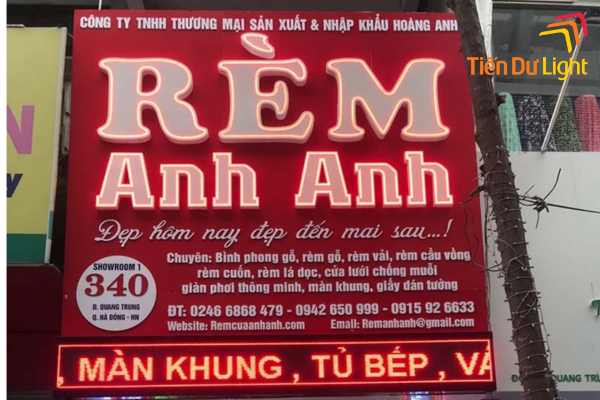 CÔNG TY TNHH THƯƠNG MẠI SẢN XUẤT & NHẬP KHẨU HOÀNG ANH
Tiến Dư Light
RÈM
Anh Anh
Đẹp hôm nay đẹp đến mai sau...!
Chuyên: Bình phong gỗ, rèm gỗ, rèm vải, rèm cầu vồng
rèm cuốn, rèm lá dọc, cửa lưới chống muỗi
giàn phơi thông minh, màn khung, giấy dán tường
SHOWROOM 1
340
Đ. QUANG TRUNG
Q. HÀ ĐÔNG - HN
ĐT: 0246 6868 479 - 0942 650 999 - 0915 92 6633
Website: Remcuaanhanh.com Email: Remanhanh@gmail.com
, MÀN KHUNG , TỦ BẾP , VÁ
QUANG TRU